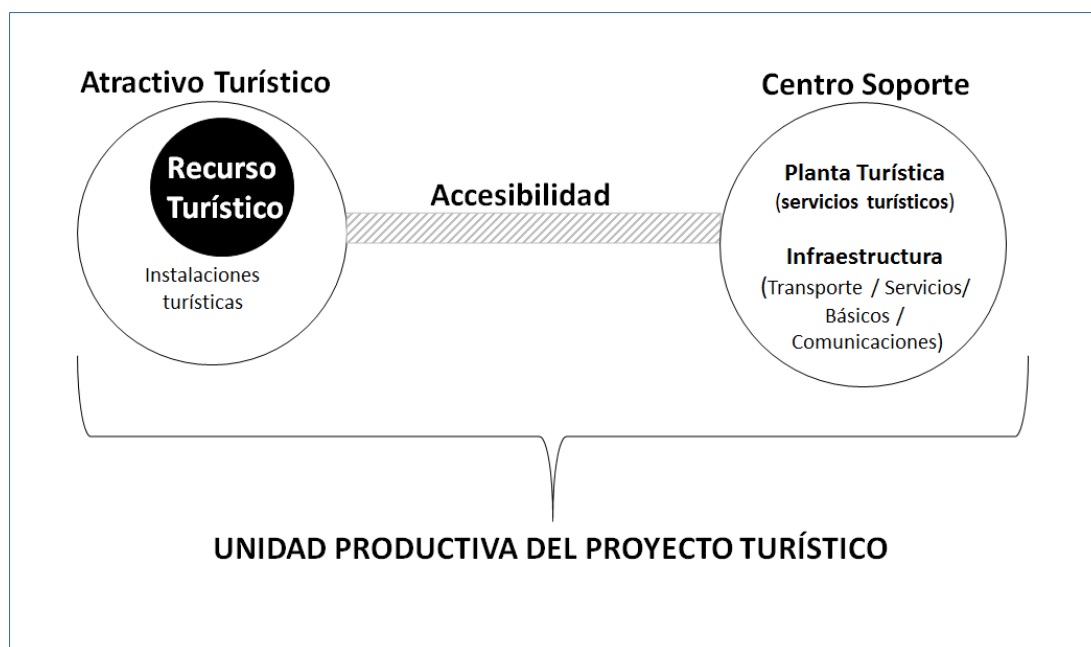 Atractivo Turístico
Recurso
Turístico
Instalaciones
turísticas
Accesibilidad
Centro Soporte
Planta Turística
(servicios turísticos)
Infraestructura
(Transporte / Servicios/
Básicos /
Comunicaciones)
UNIDAD PRODUCTIVA DEL PROYECTO TURÍSTICO